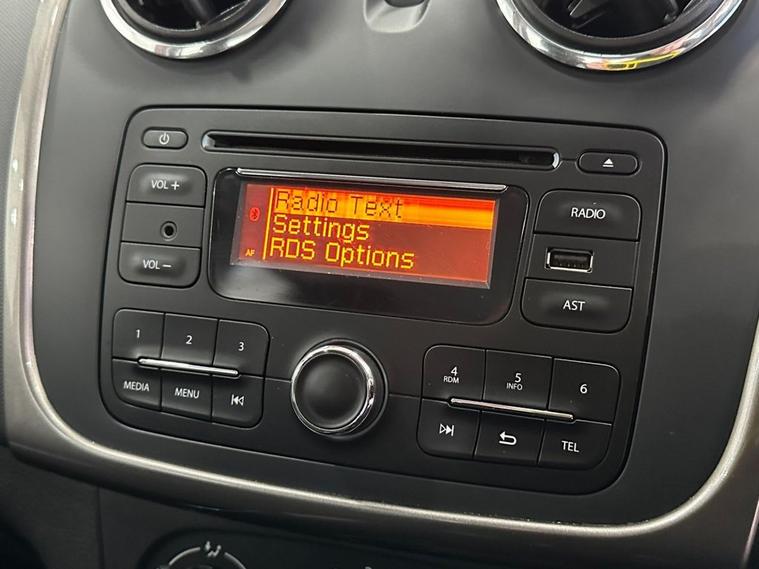 VOL +
VOL −
Radio Text
Settings
AF RDS Options
RADIO
AST
1 2 3
MEDIA MENU
4 RDM
5 INFO
6
TEL